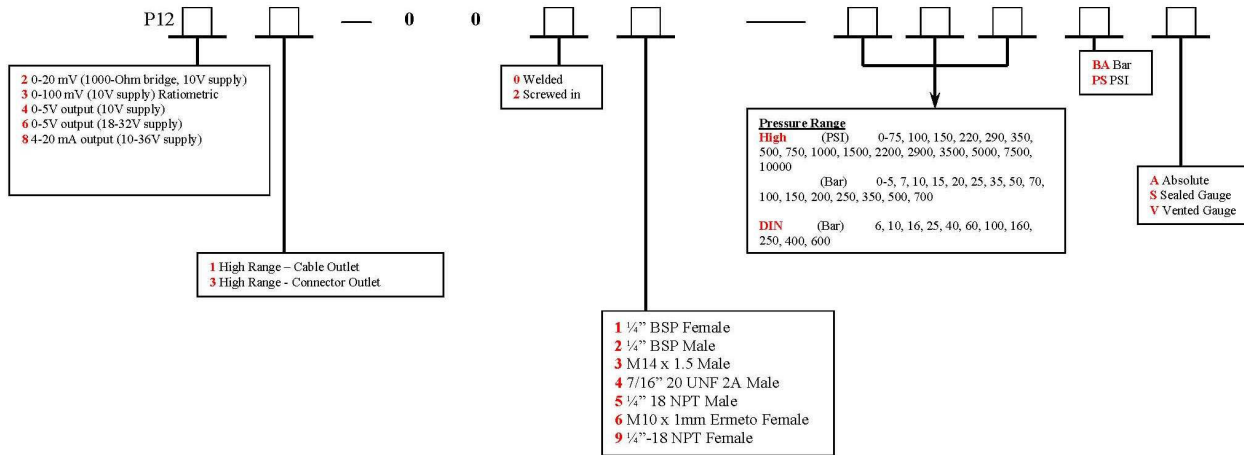 P12 — 0 0 —
2 0-20 mV (1000-Ohm bridge, 10V supply)
3 0-100 mV (10V supply) Ratiometric
4 0-5V output (10V supply)
6 0-5V output (18-32V supply)
8 4-20 mA output (10-36V supply)
0 Welded
2 Screwed in
BA Bar
PS PSI
Pressure Range
High (PSI) 0-75, 100, 150, 220, 290, 350,
500, 750, 1000, 1500, 2200, 2900, 3500, 5000, 7500,
10000
(Bar) 0-5, 7, 10, 15, 20, 25, 35, 50, 70,
100, 150, 200, 250, 350, 500, 700
DIN (Bar) 6, 10, 16, 25, 40, 60, 100, 160,
250, 400, 600
A Absolute
S Sealed Gauge
V Vented Gauge
1 High Range – Cable Outlet
3 High Range - Connector Outlet
1 ¼” BSP Female
2 ¼” BSP Male
3 M14 x 1.5 Male
4 7/16” 20 UNF 2A Male
5 ¼” 18 NPT Male
6 M10 x 1mm Ermeto Female
9 ¼”-18 NPT Female